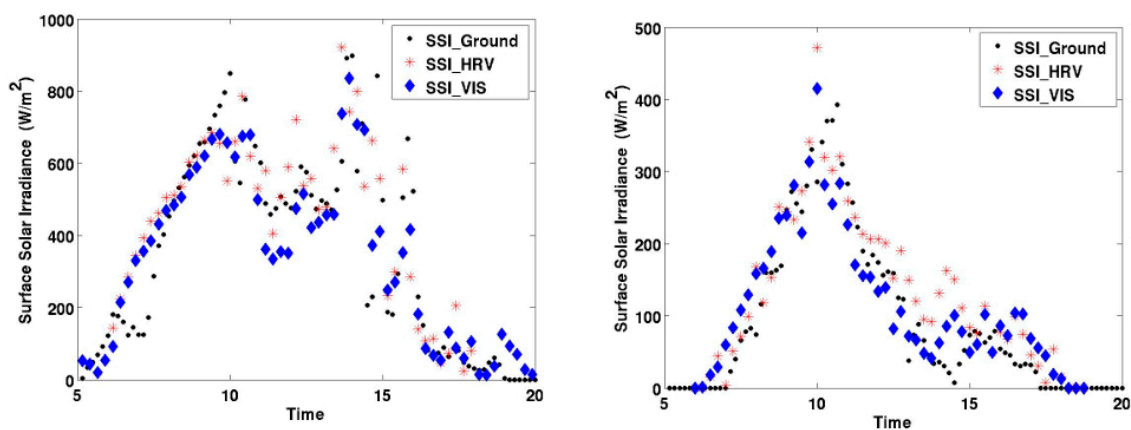 1000
800
600
400
200
0
5
10
15
20
Surface Solar Irradiance (W/m²)
Time
SSI_Ground
SSI_HRV
SSI_VIS
500
400
300
200
100
0
5
10
15
20
Surface Solar Irradiance (W/m²)
Time
SSI_Ground
SSI_HRV
SSI_VIS